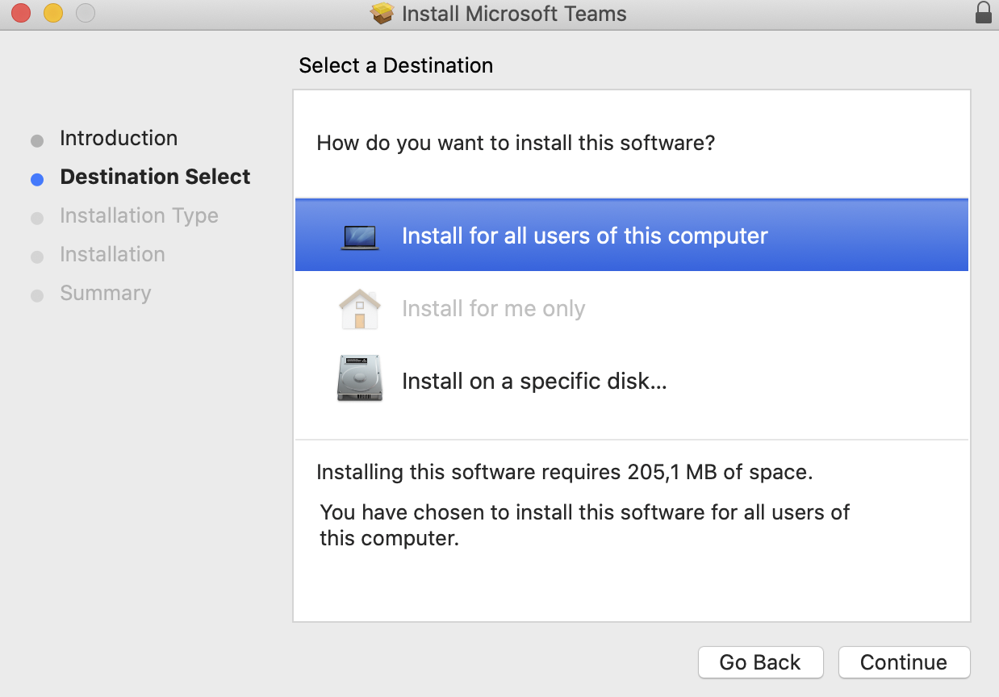 Install Microsoft Teams
Select a Destination
Introduction
Destination Select
Installation Type
Installation
Summary
How do you want to install this software?
Install for all users of this computer
Install for me only
Install on a specific disk...
Installing this software requires 205,1 MB of space.
You have chosen to install this software for all users of
this computer.
Go Back
Continue